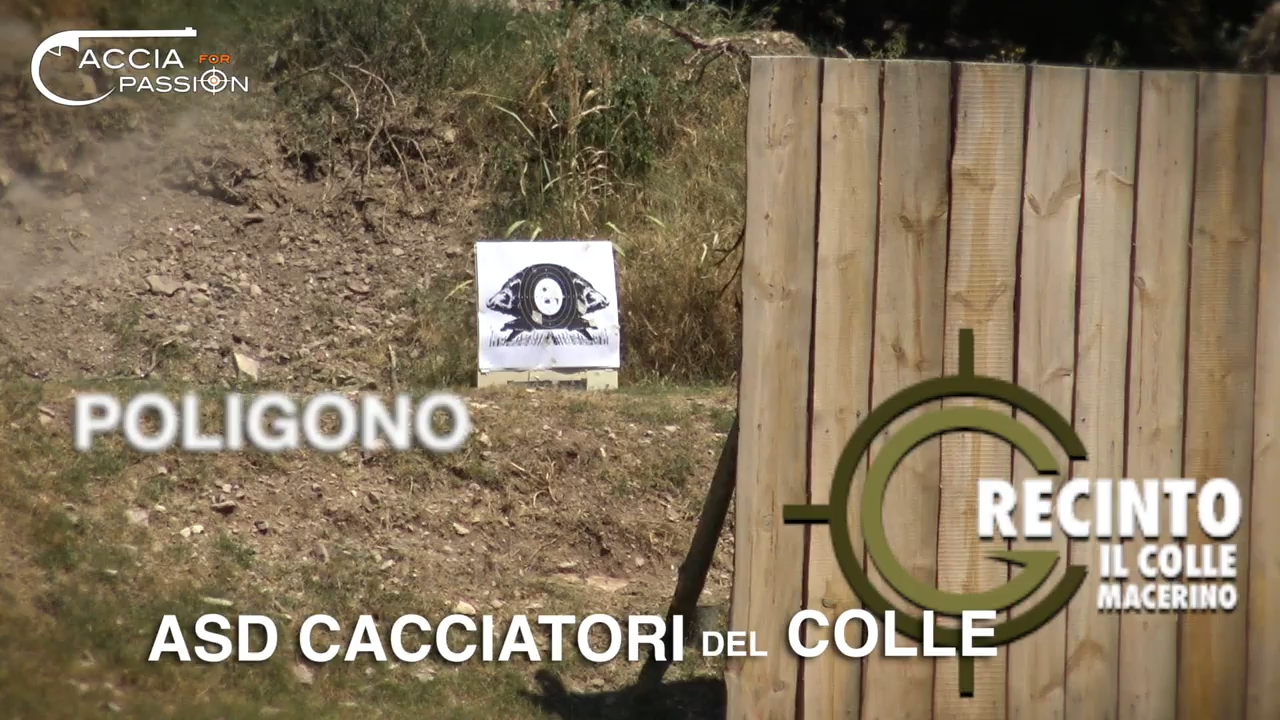 CACCIA FOR
PASSION
POLIGONO
RECINTO
IL COLLE
MACERINO
ASD CACCIATORI DEL COLLE